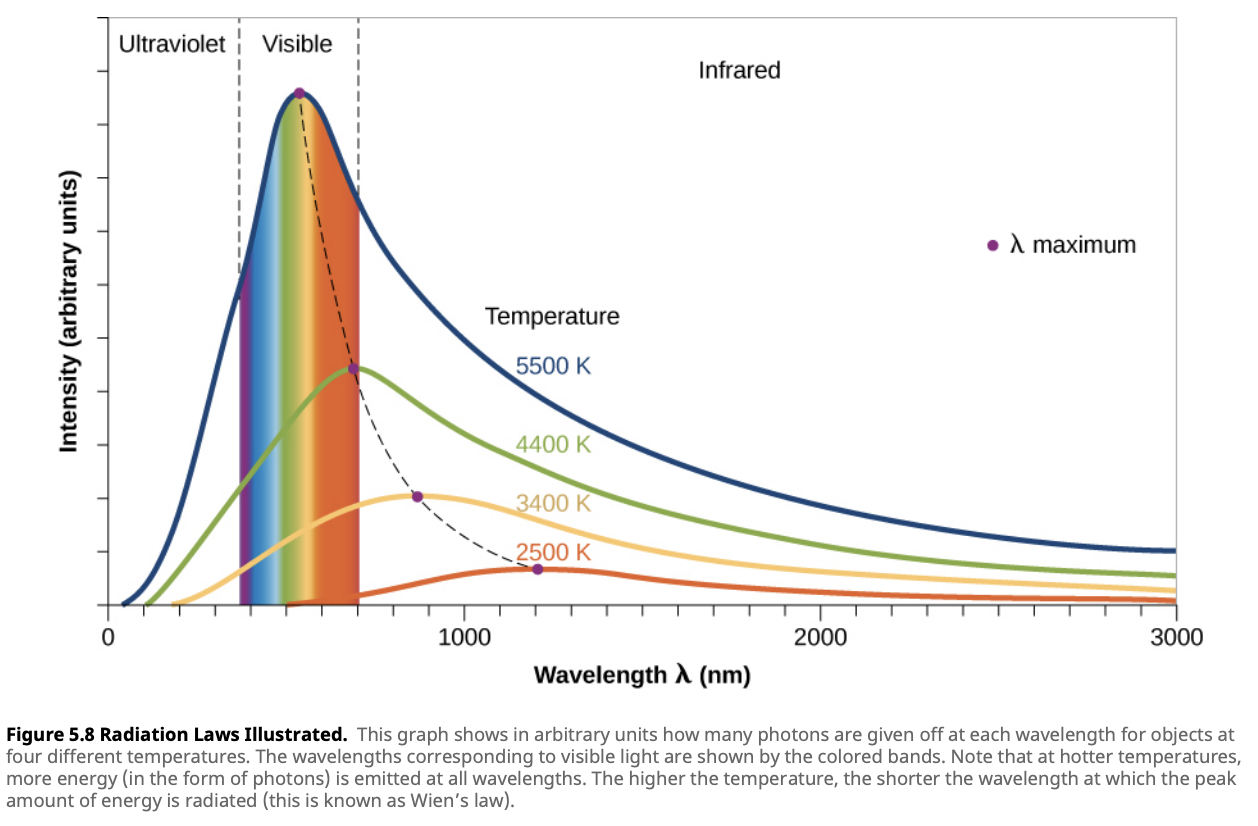 Ultraviolet
Visible
Infrared
λ maximum
Temperature
5500 K
4400 K
3400 K
2500 K
Intensity (arbitrary units)
0
1000
2000
3000
Wavelength λ (nm)
Figure 5.8 Radiation Laws Illustrated. This graph shows in arbitrary units how many photons are given off at each wavelength for objects at
four different temperatures. The wavelengths corresponding to visible light are shown by the colored bands. Note that at hotter temperatures,
more energy (in the form of photons) is emitted at all wavelengths. The higher the temperature, the shorter the wavelength at which the peak
amount of energy is radiated (this is known as Wien’s law).